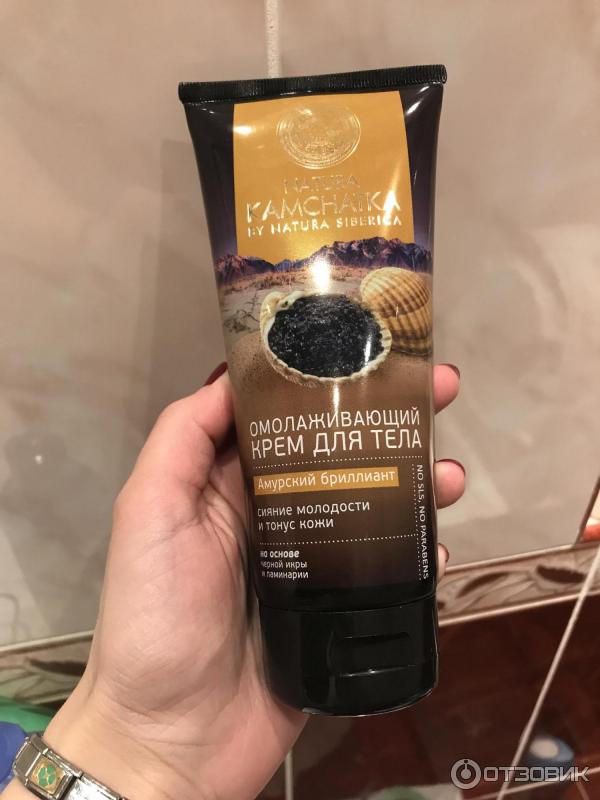 NATURA
KAMCHATKA
BY NATURA SIBERICA
ОМОЛАЖИВАЮЩИЙ
КРЕМ ДЛЯ ТЕЛА
Амурский бриллиант
сияние молодости
и тонус кожи
на основе
черной икры
и ламинарии
NO SLS, NO PARABENS
ОТЗОВИК